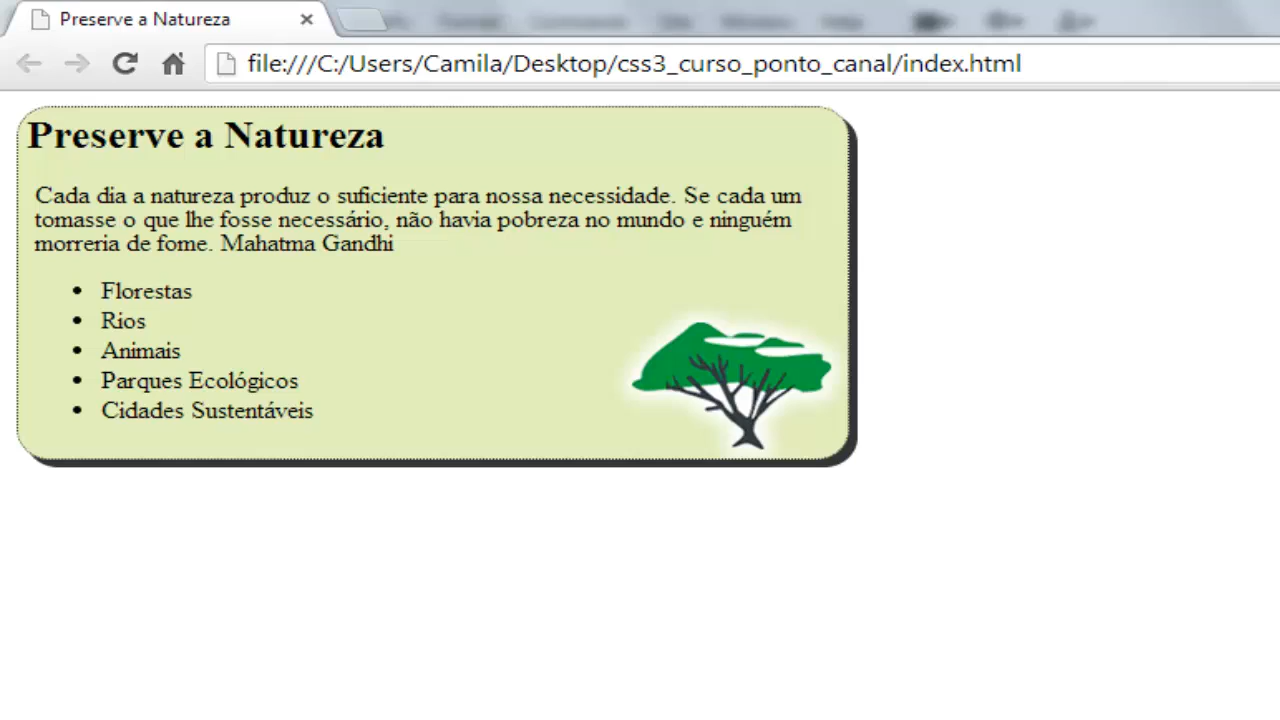 Preserve a Natureza
file:///C:/Users/Camila/Desktop/css3_curso_ponto_canal/index.html
Preserve a Natureza
Cada dia a natureza produz o suficiente para nossa necessidade. Se cada um
tomasse o que lhe fosse necessário, não havia pobreza no mundo e ninguém
morreria de fome. Mahatma Gandhi
• Florestas
• Rios
• Animais
• Parques Ecológicos
• Cidades Sustentáveis